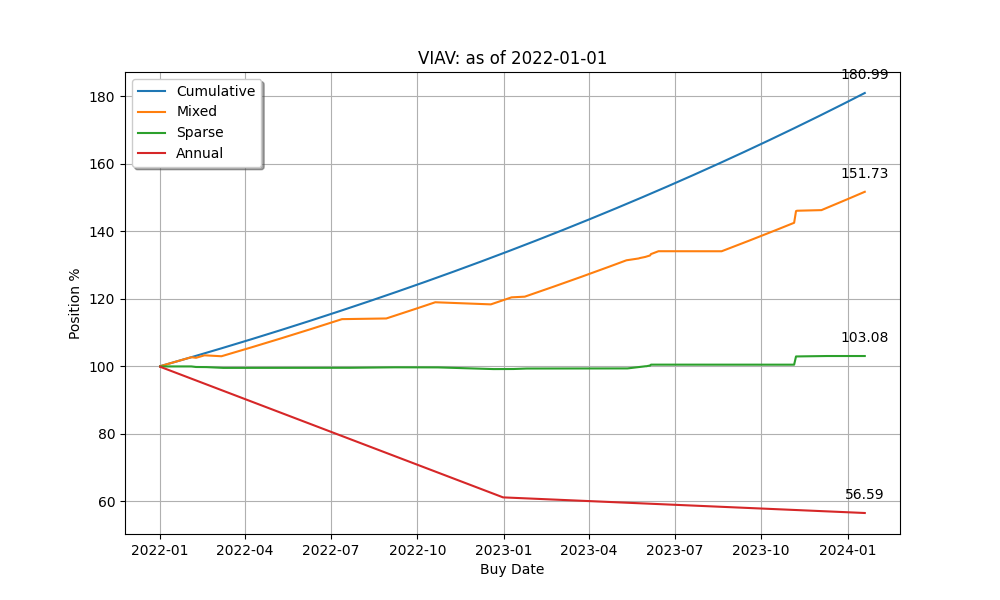 VIAV: as of 2022-01-01
Cumulative
Mixed
Sparse
Annual
180.99
151.73
103.08
56.59
Position %
180
160
140
120
100
80
60
2022-01 2022-04 2022-07 2022-10 2023-01 2023-04 2023-07 2023-10 2024-01
Buy Date